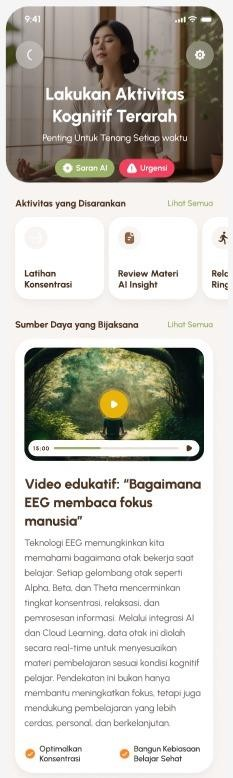 9:41
Lakukan Aktivitas
Kognitif Terarah
Penting Untuk Tenang Setiap waktu
Saran AI
Urgensi
Aktivitas yang Disarankan
Lihat Semua
Latihan
Konsentrasi
Review Materi
AI Insight
Rela
Ring
Sumber Daya yang Bijaksana
Lihat Semua
15:00
Video edukatif: “Bagaimana
EEG membaca fokus
manusia”
Teknologi EEG memungkinkan kita
memahami bagaimana otak bekerja saat
belajar. Setiap gelombang otak seperti
Alpha, Beta, dan Theta mencerminkan
tingkat konsentrasi, relaksasi, dan
pemrosesan informasi. Melalui integrasi AI
dan Cloud Learning, data otak ini diolah
secara real-time untuk menyesuaikan
materi pembelajaran sesuai kondisi kognitif
pelajar. Pendekatan ini bukan hanya
membantu meningkatkan fokus, tetapi juga
mendukung pembelajaran yang lebih
cerdas, personal, dan berkelanjutan.
Optimalkan
Konsentrasi
Bangun Kebiasaan
Belajar Sehat